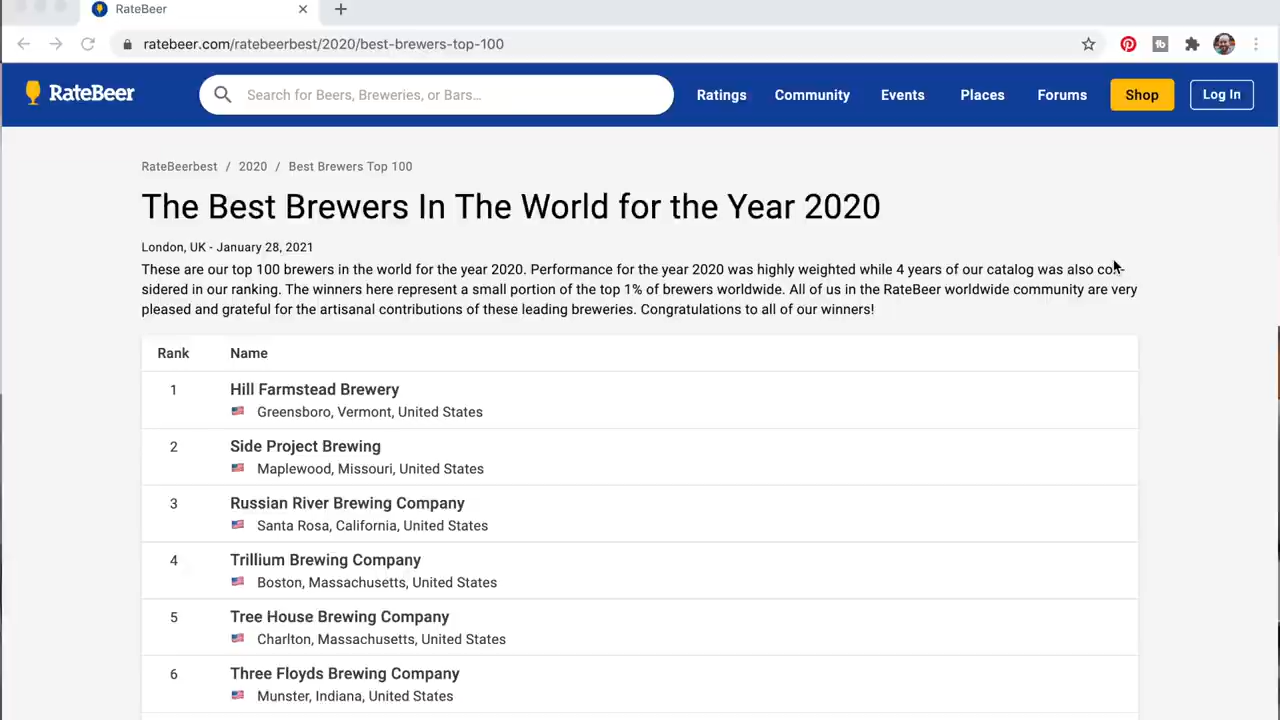 RateBeer
ratebeer.com/ratebeerbest/2020/best-brewers-top-100
RateBeer
Search for Beers, Breweries, or Bars...
Ratings
Community
Events
Places
Forums
Shop
Log In
RateBeerbest / 2020 / Best Brewers Top 100
The Best Brewers In The World for the Year 2020
London, UK - January 28, 2021
These are our top 100 brewers in the world for the year 2020. Performance for the year 2020 was highly weighted while 4 years of our catalog was also con-
sidered in our ranking. The winners here represent a small portion of the top 1% of brewers worldwide. All of us in the RateBeer worldwide community are very
pleased and grateful for the artisanal contributions of these leading breweries. Congratulations to all of our winners!
Rank Name
1 Hill Farmstead Brewery
Greensboro, Vermont, United States
2 Side Project Brewing
Maplewood, Missouri, United States
3 Russian River Brewing Company
Santa Rosa, California, United States
4 Trillium Brewing Company
Boston, Massachusetts, United States
5 Tree House Brewing Company
Charlton, Massachusetts, United States
6 Three Floyds Brewing Company
Munster, Indiana, United States